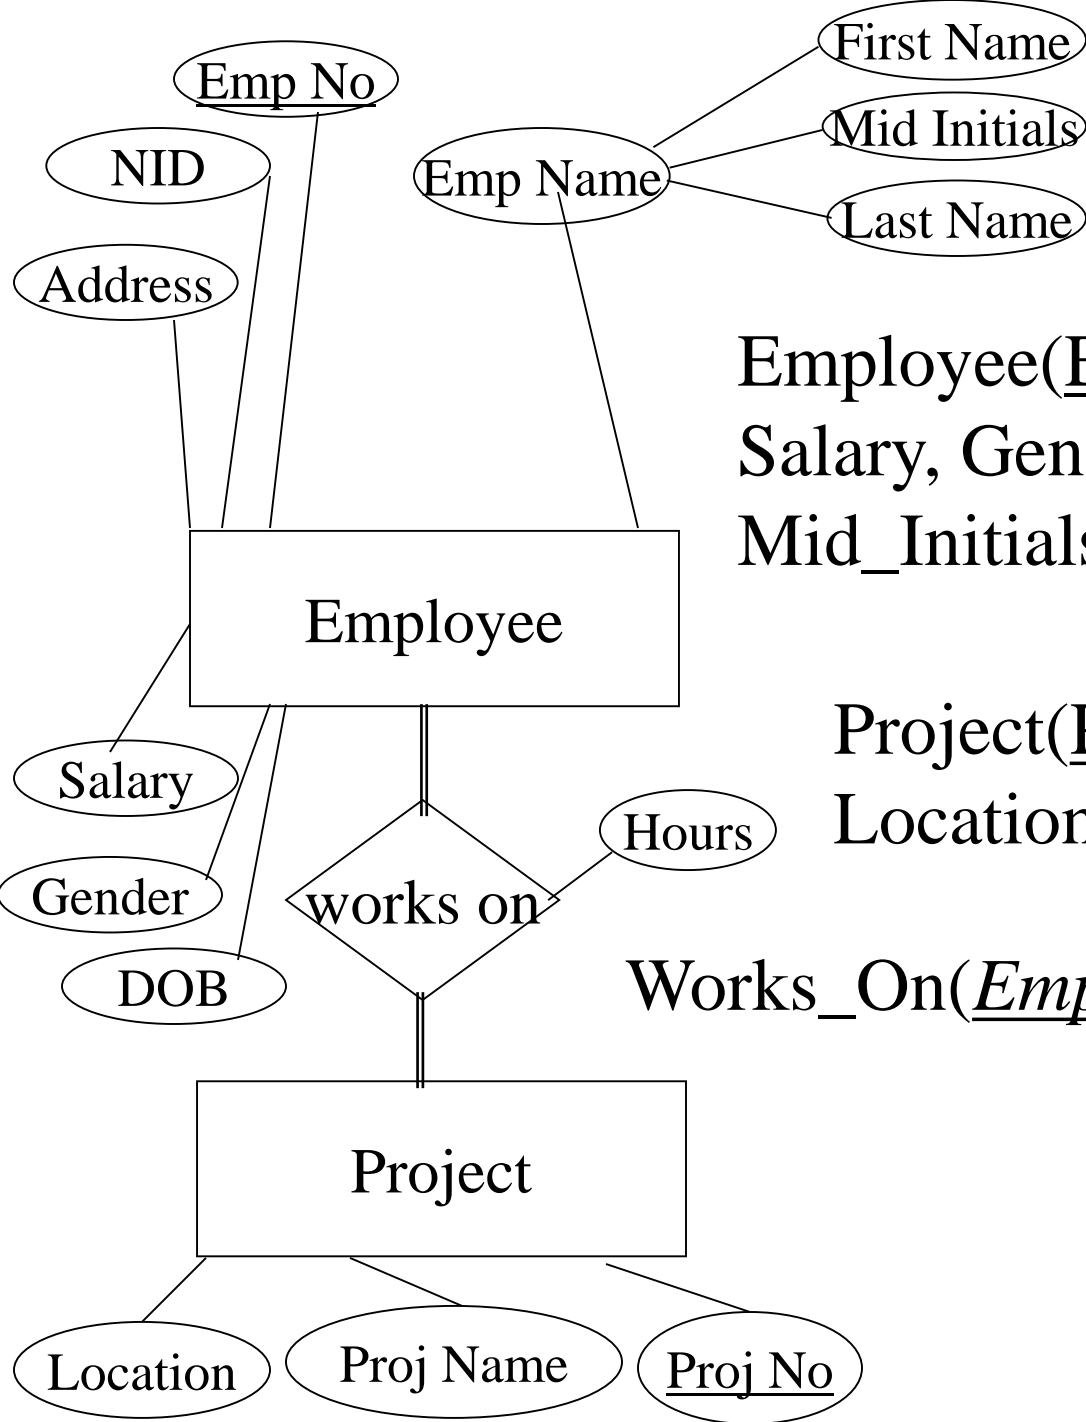 First Name
Emp No
Mid Initials
NID
Emp Name
Last Name
Address
Employee(
Salary, Gen
Mid_Initials
Employee
Project(
Salary
Location
Hours
Gender
works on
DOB
Works_On(Emp
Project
Location
Proj Name
Proj No